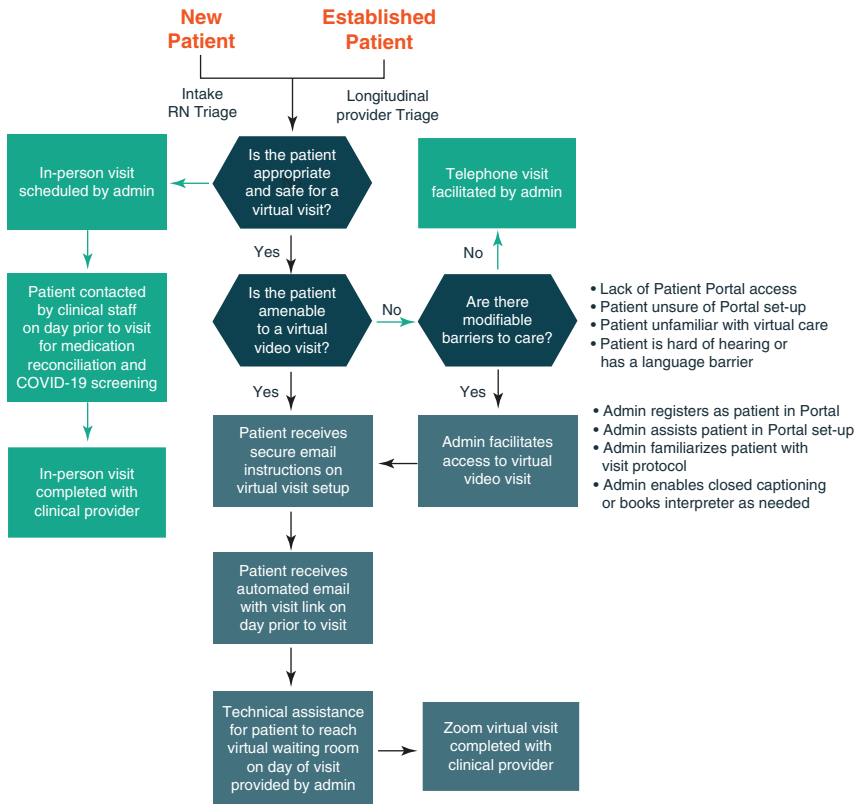 New
Patient
Established
Patient
Intake
RN Triage
Longitudinal
provider Triage
Is the patient
appropriate
and safe for a
virtual visit?
In-person visit
scheduled by admin
Telephone visit
facilitated by admin
Yes
No
Patient contacted
by clinical staff
on day prior to visit
for medication
reconciliation and
COVID-19 screening
Is the patient
amenable
to a virtual
video visit?
No
Are there
modifiable
barriers to care?
• Lack of Patient Portal access
• Patient unsure of Portal set-up
• Patient unfamiliar with virtual care
• Patient is hard of hearing or
has a language barrier
Yes
Yes
In-person visit
completed with
clinical provider
Patient receives
secure email
instructions on
virtual visit setup
Admin facilitates
access to virtual
video visit
• Admin registers as patient in Portal
• Admin assists patient in Portal set-up
• Admin familiarizes patient with
visit protocol
• Admin enables closed captioning
or books interpreter as needed
Patient receives
automated email
with visit link on
day prior to visit
Technical assistance
for patient to reach
virtual waiting room
on day of visit
provided by admin
Zoom virtual visit
completed with
clinical provider